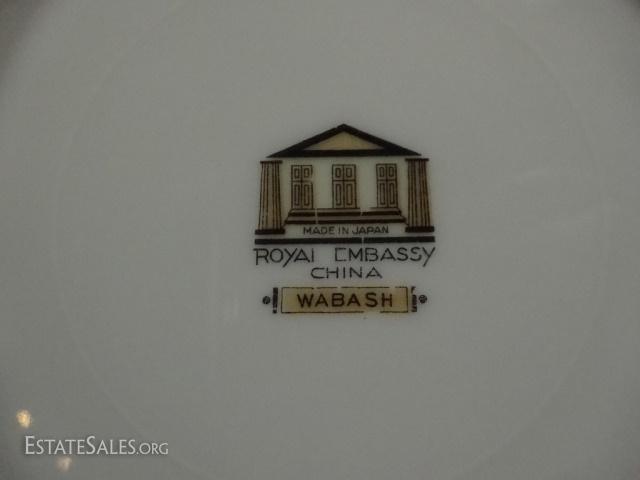 MADE IN JAPAN
ROYAL EMBASSY
CHINA
WABASH
ESTATESALES.ORG